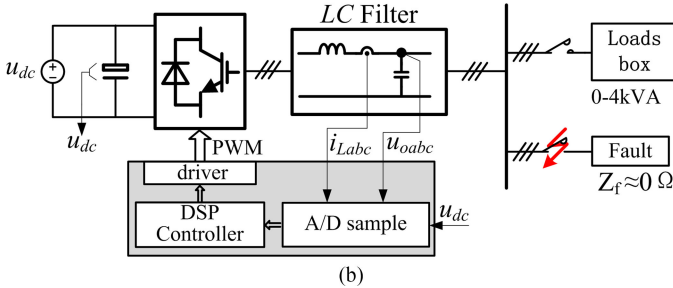 LC Filter
Loads
box
0-4kVA
u_dc
u_dc
PWM
i_Labc
u_oabc
Fault
Z_f≈0 Ω
driver
DSP
Controller
A/D sample
u_dc
(b)